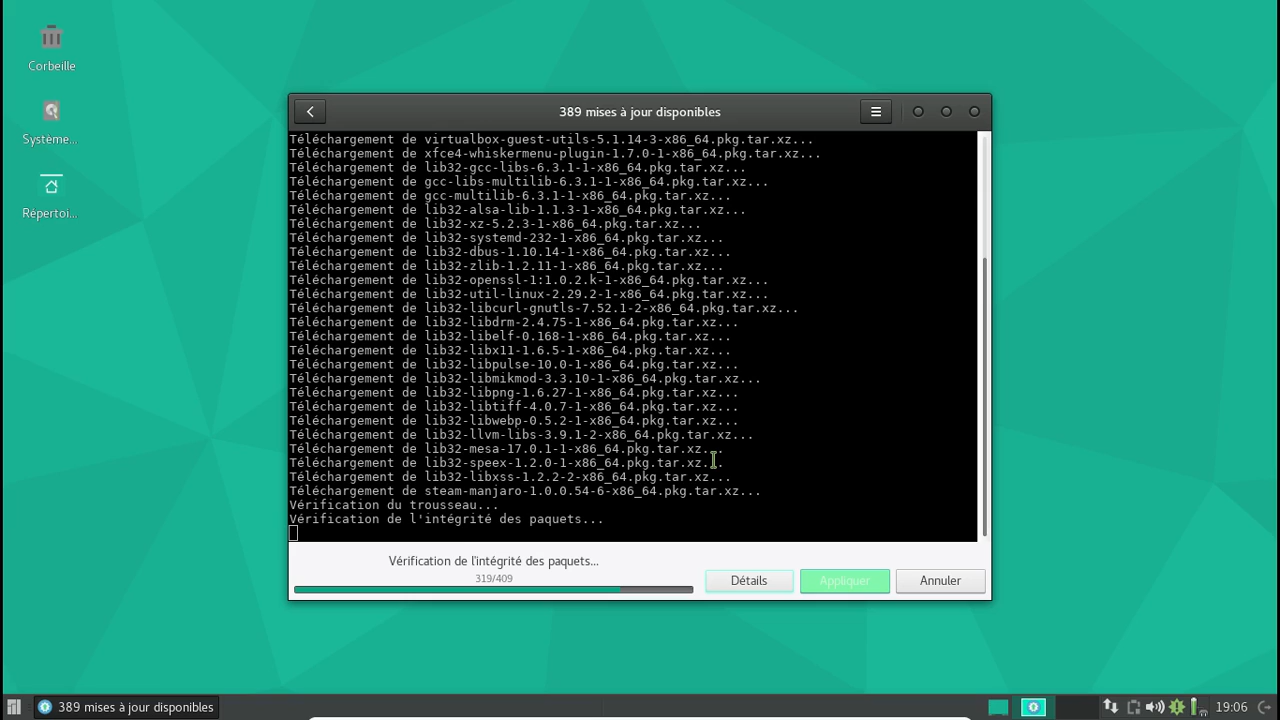 Corbeille
Système...
Répertoi...
389 mises à jour disponibles
Téléchargement de virtualbox-guest-utils-5.1.14-3-x86_64.pkg.tar.xz...
Téléchargement de xfce4-whiskermenu-plugin-1.7.0-1-x86_64.pkg.tar.xz...
Téléchargement de lib32-gcc-libs-6.3.1-1-x86_64.pkg.tar.xz...
Téléchargement de gcc-libs-multilib-6.3.1-1-x86_64.pkg.tar.xz...
Téléchargement de gcc-multilib-6.3.1-1-x86_64.pkg.tar.xz...
Téléchargement de lib32-alsa-lib-1.1.3-1-x86_64.pkg.tar.xz...
Téléchargement de lib32-xz-5.2.3-1-x86_64.pkg.tar.xz...
Téléchargement de lib32-systemd-232-1-x86_64.pkg.tar.xz...
Téléchargement de lib32-dbus-1.10.14-1-x86_64.pkg.tar.xz...
Téléchargement de lib32-zlib-1.2.11-1-x86_64.pkg.tar.xz...
Téléchargement de lib32-openssl-1:1.0.2.k-1-x86_64.pkg.tar.xz...
Téléchargement de lib32-util-linux-2.29.2-1-x86_64.pkg.tar.xz...
Téléchargement de lib32-libcurl-gnutls-7.52.1-2-x86_64.pkg.tar.xz...
Téléchargement de lib32-libdrm-2.4.75-1-x86_64.pkg.tar.xz...
Téléchargement de lib32-libelf-0.168-1-x86_64.pkg.tar.xz...
Téléchargement de lib32-libx11-1.6.5-1-x86_64.pkg.tar.xz...
Téléchargement de lib32-libpulse-10.0-1-x86_64.pkg.tar.xz...
Téléchargement de lib32-libmikmod-3.3.10-1-x86_64.pkg.tar.xz...
Téléchargement de lib32-libpng-1.6.27-1-x86_64.pkg.tar.xz...
Téléchargement de lib32-libtiff-4.0.7-1-x86_64.pkg.tar.xz...
Téléchargement de lib32-libwebp-0.5.2-1-x86_64.pkg.tar.xz...
Téléchargement de lib32-llvm-libs-3.9.1-2-x86_64.pkg.tar.xz...
Téléchargement de lib32-mesa-17.0.1-1-x86_64.pkg.tar.xz...
Téléchargement de lib32-speex-1.2.0-1-x86_64.pkg.tar.xz...
Téléchargement de lib32-libxss-1.2.2-2-x86_64.pkg.tar.xz...
Téléchargement de steam-manjaro-1.0.0.54-6-x86_64.pkg.tar.xz...
Vérification du trousseau...
Vérification de l'intégrité des paquets...
Vérification de l'intégrité des paquets...
319/409
Détails
Appliquer
Annuler
389 mises à jour disponibles
19:06